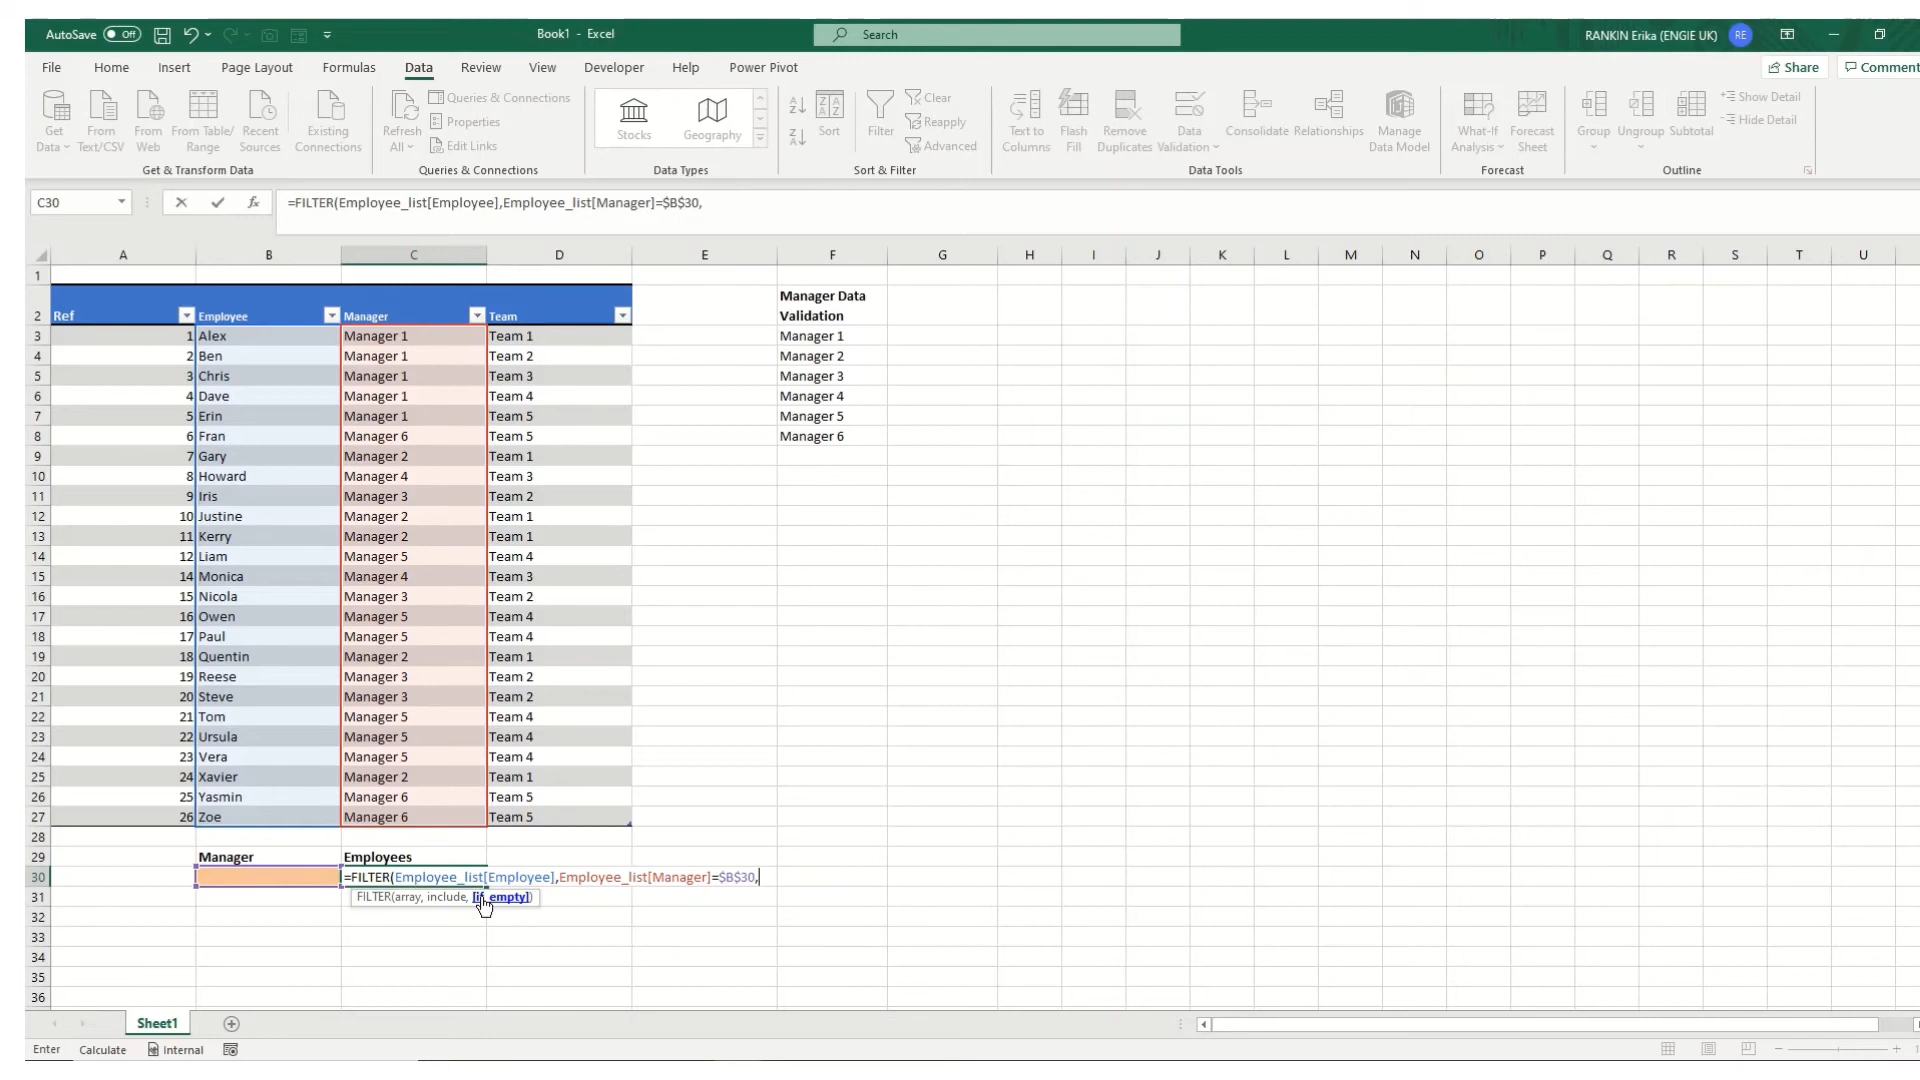 AutoSave Off
Book1 - Excel
Search
RANKIN Erika (ENGIE UK) RE
File Home Insert Page Layout Formulas Data Review View Developer Help Power Pivot
Share Comment
Get Data From Text/CSV From Web From Table/ Range Recent Sources Existing Connections
Get & Transform Data
Refresh All Queries & Connections Properties Edit Links
Queries & Connections
Stocks Geography
Data Types
Sort Filter Clear Reapply Advanced
Sort & Filter
Text to Columns Flash Fill Remove Duplicates Data Validation Consolidate Relationships Manage Data Model
Data Tools
What-If Analysis Forecast Sheet
Forecast
Group Ungroup Subtotal Show Detail Hide Detail
Outline
C30 fx =FILTER(Employee_list[Employee],Employee_list[Manager]=$B$30,
A B C D E F G H I J K L M N O P Q R S T U
1
2 Ref Employee Manager Team Manager Data Validation
3 1 Alex Manager 1 Team 1 Manager 1
4 2 Ben Manager 1 Team 2 Manager 2
5 3 Chris Manager 1 Team 3 Manager 3
6 4 Dave Manager 1 Team 4 Manager 4
7 5 Erin Manager 1 Team 5 Manager 5
8 6 Fran Manager 6 Team 5 Manager 6
9 7 Gary Manager 2 Team 1
10 8 Howard Manager 4 Team 3
11 9 Iris Manager 3 Team 2
12 10 Justine Manager 2 Team 1
13 11 Kerry Manager 2 Team 1
14 12 Liam Manager 5 Team 4
15 14 Monica Manager 4 Team 3
16 15 Nicola Manager 3 Team 2
17 16 Owen Manager 5 Team 4
18 17 Paul Manager 5 Team 4
19 18 Quentin Manager 2 Team 1
20 19 Reese Manager 3 Team 2
21 20 Steve Manager 3 Team 2
22 21 Tom Manager 5 Team 4
23 22 Ursula Manager 5 Team 4
24 23 Vera Manager 5 Team 4
25 24 Xavier Manager 2 Team 1
26 25 Yasmin Manager 6 Team 5
27 26 Zoe Manager 6 Team 5
28
29 Manager Employees
30 =FILTER(Employee_list[Employee],Employee_list[Manager]=$B$30,
31 FILTER(array, include, [if_empty])
32
33
34
35
36
Sheet1
Enter Calculate Internal